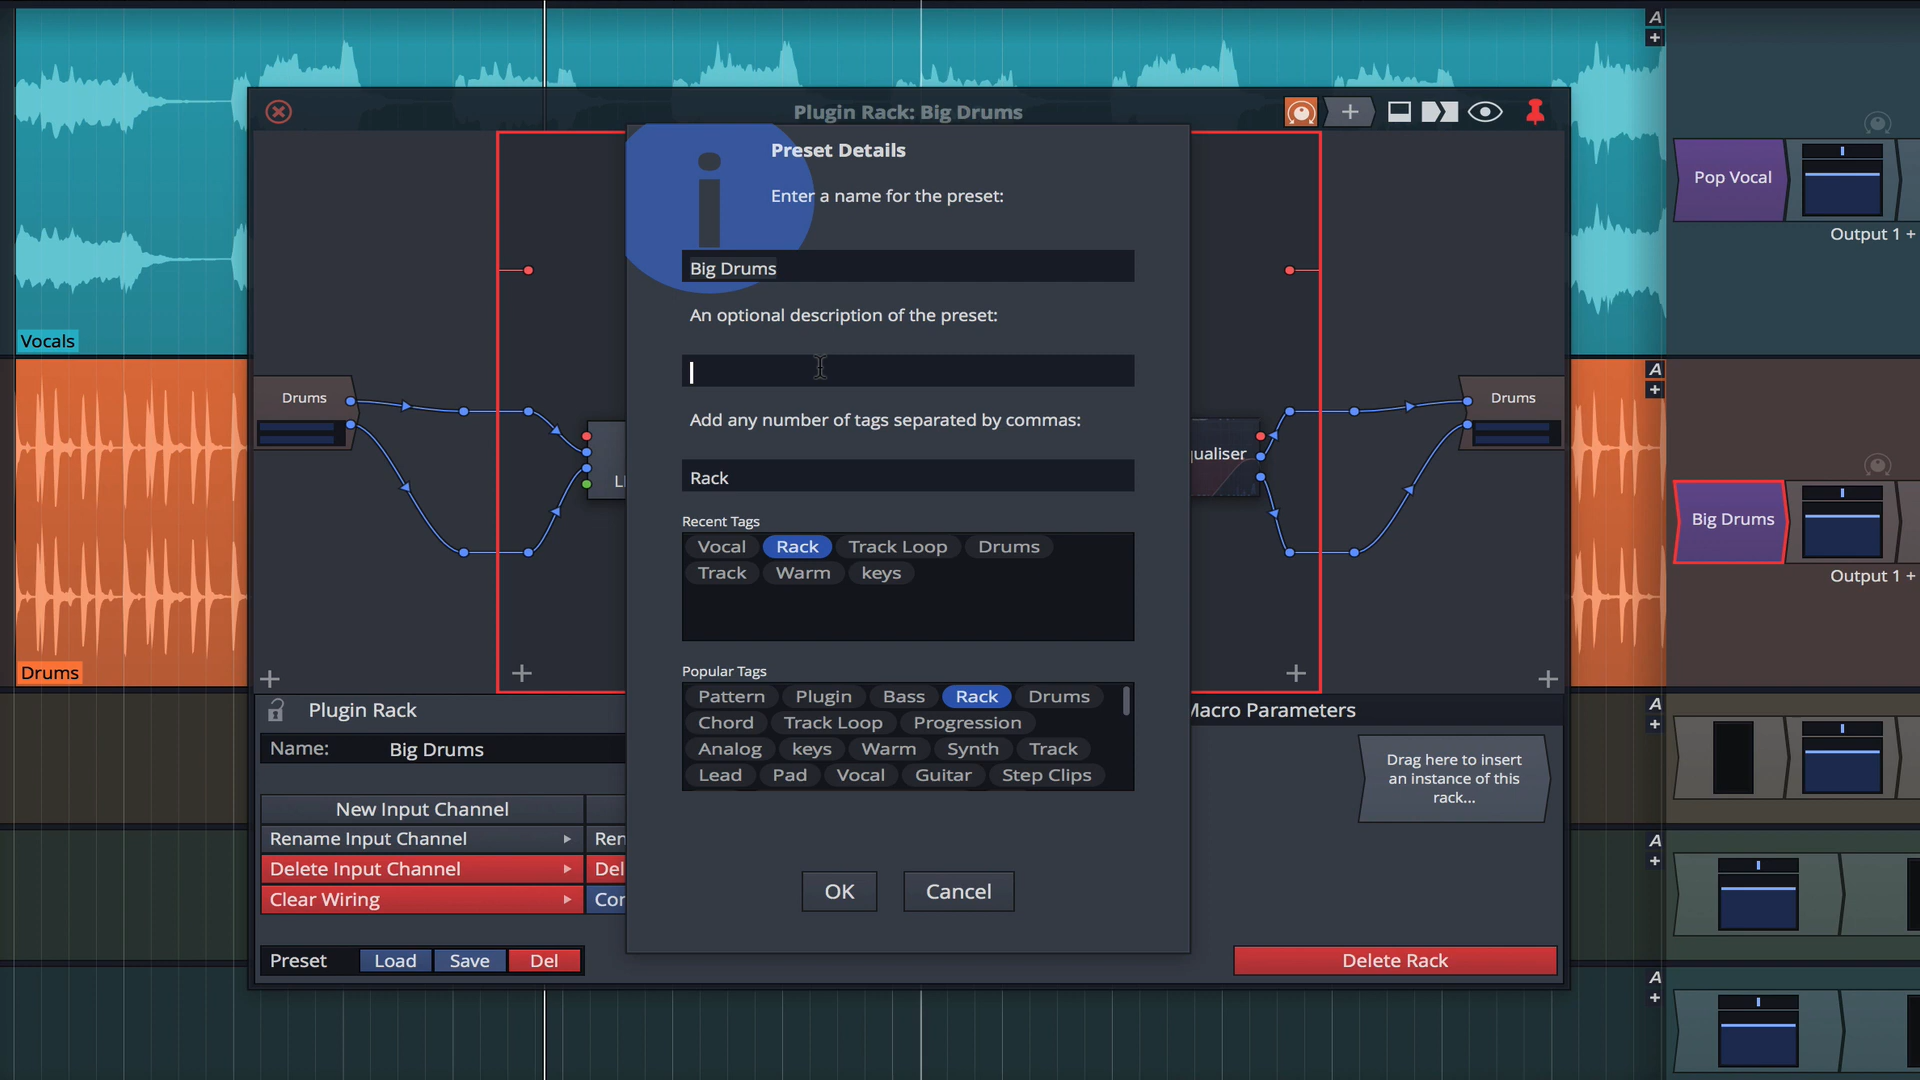 A
+
Plugin Rack: Big Drums
+
Preset Details
Enter a name for the preset:
Pop Vocal
Output 1 +
Big Drums
An optional description of the preset:
Vocals
A
+
Drums
Drums
Add any number of tags separated by commas:
qualiser
Rack
Recent Tags
Vocal Rack Track Loop Drums
Track Warm keys
Big Drums
Output 1 +
Drums
Popular Tags
Pattern Plugin Bass Rack Drums
Chord Track Loop Progression
Analog keys Warm Synth Track
Lead Pad Vocal Guitar Step Clips
Plugin Rack
Macro Parameters
A
+
Name: Big Drums
Drag here to insert
an instance of this
rack...
New Input Channel
Rename Input Channel
Ren
Delete Input Channel
Del
Clear Wiring
Cor
A
+
OK Cancel
Preset Load Save Del
Delete Rack
A
+